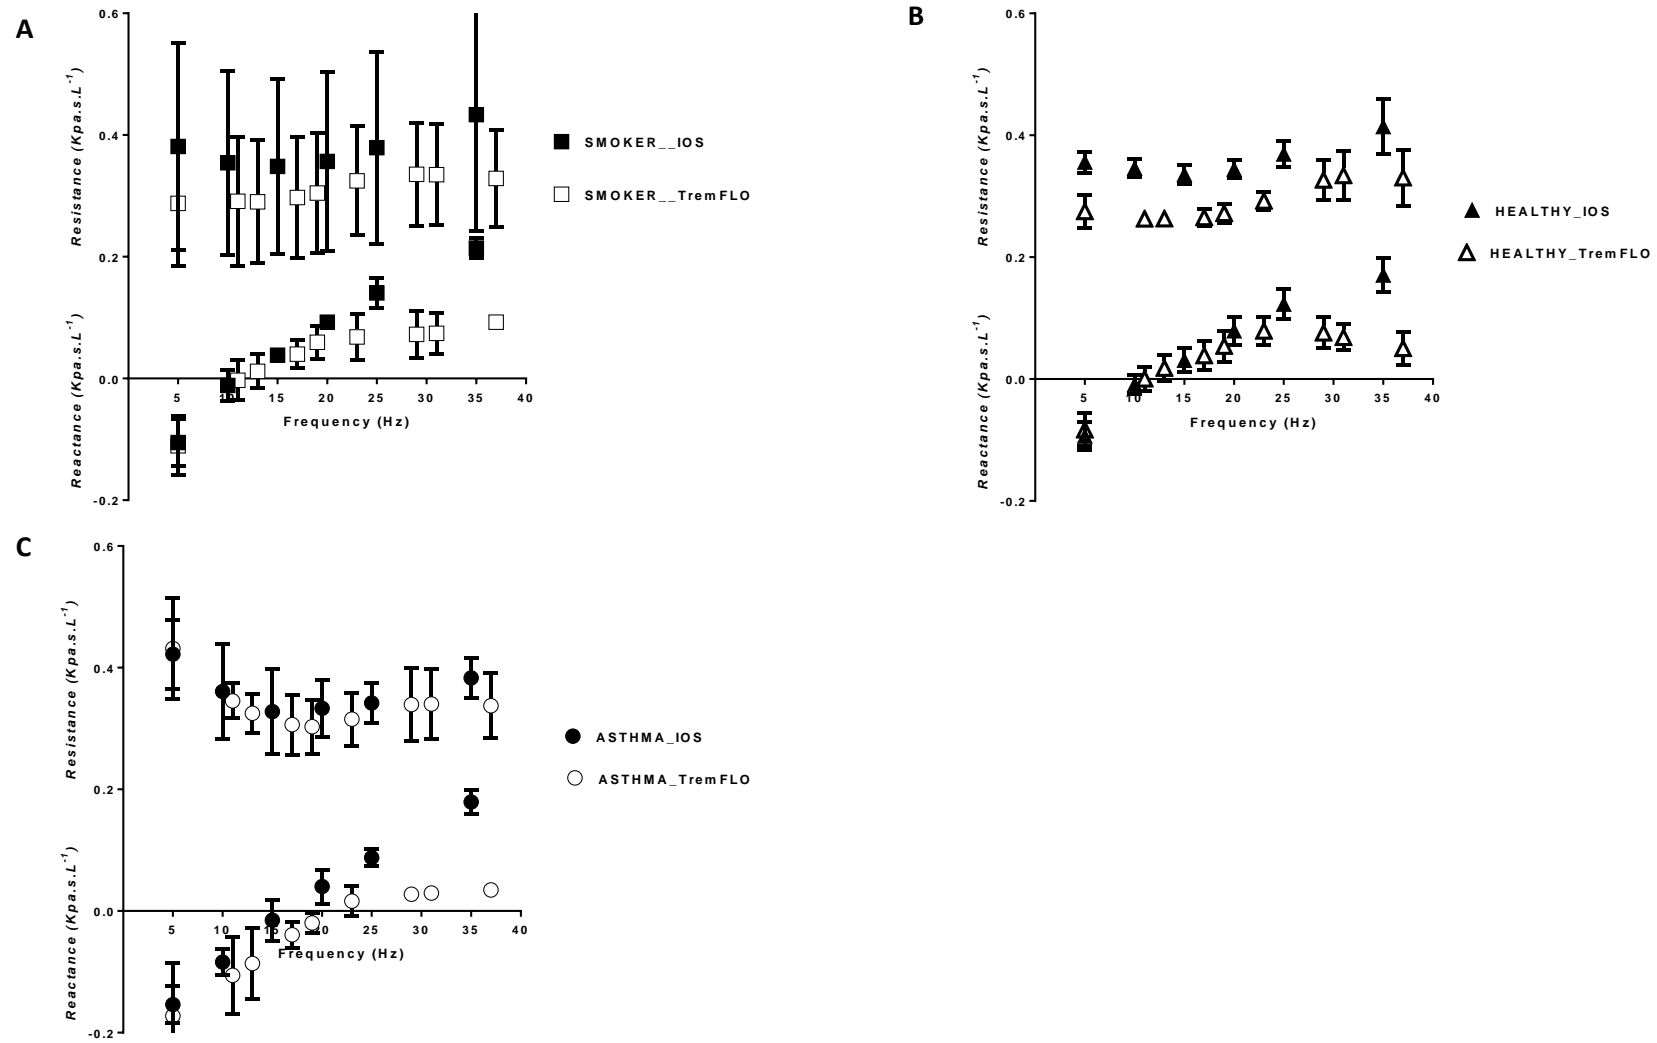 A
0.6
0.4
0.2
0.0
-0.2
Resistance (Kpa.s.L-1)
Reactance (Kpa.s.L-1)
5 10 15 20 25 30 35 40
Frequency (Hz)
SMOKER__IOS
SMOKER__TremFLO
B
0.6
0.4
0.2
0.0
-0.2
Resistance (Kpa.s.L-1)
Reactance (Kpa.s.L-1)
5 10 15 20 25 30 35 40
Frequency (Hz)
HEALTHY_IOS
HEALTHY_TremFLO
C
0.6
0.4
0.2
0.0
-0.2
Resistance (Kpa.s.L-1)
Reactance (Kpa.s.L-1)
5 10 15 20 25 30 35 40
Frequency (Hz)
ASTHMA_IOS
ASTHMA_TremFLO